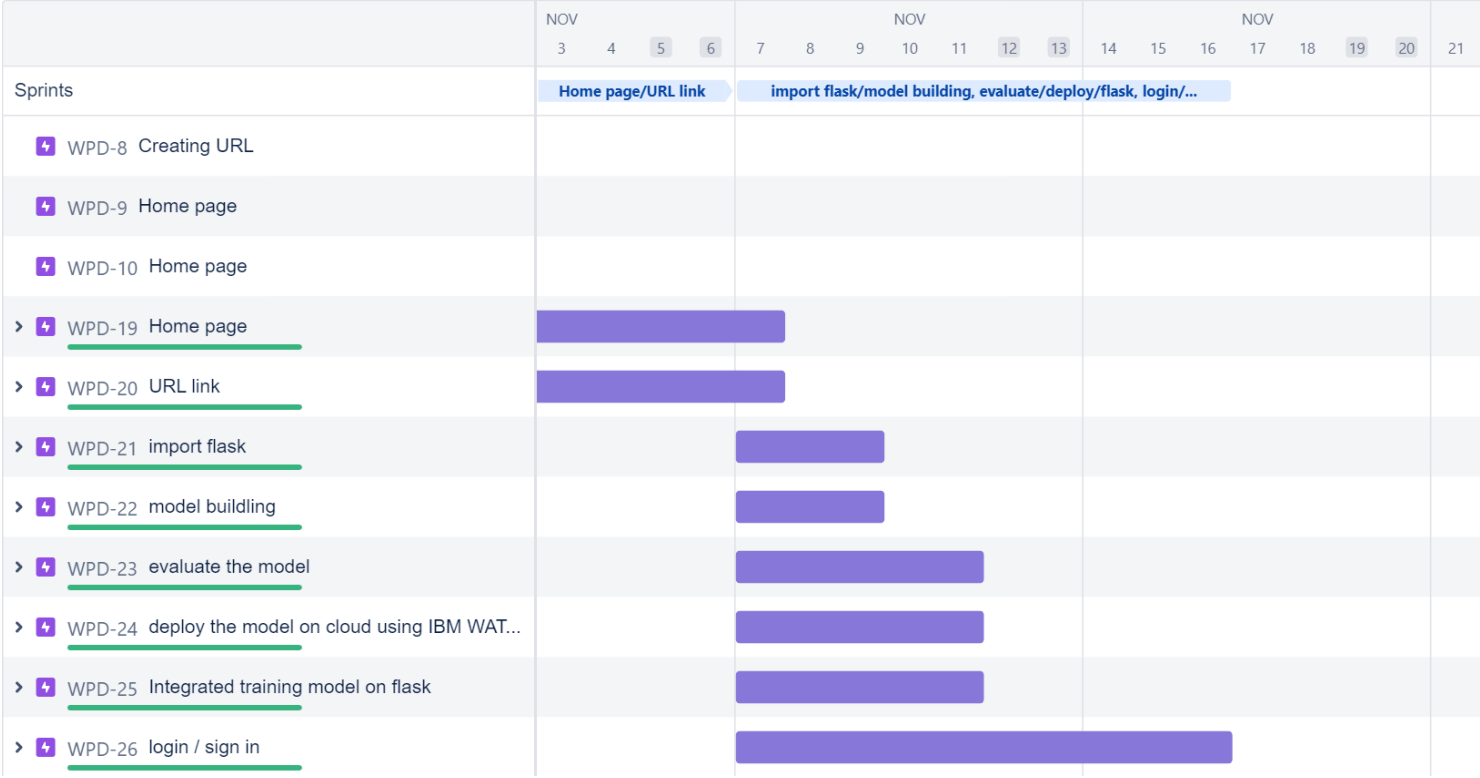 NOV NOV NOV
3 4 5 6 7 8 9 10 11 12 13 14 15 16 17 18 19 20 21
Sprints Home page/URL link import flask/model building, evaluate/deploy/flask, login/...
WPD-8 Creating URL
WPD-9 Home page
WPD-10 Home page
WPD-19 Home page
WPD-20 URL link
WPD-21 import flask
WPD-22 model buildling
WPD-23 evaluate the model
WPD-24 deploy the model on cloud using IBM WAT...
WPD-25 Integrated training model on flask
WPD-26 login / sign in